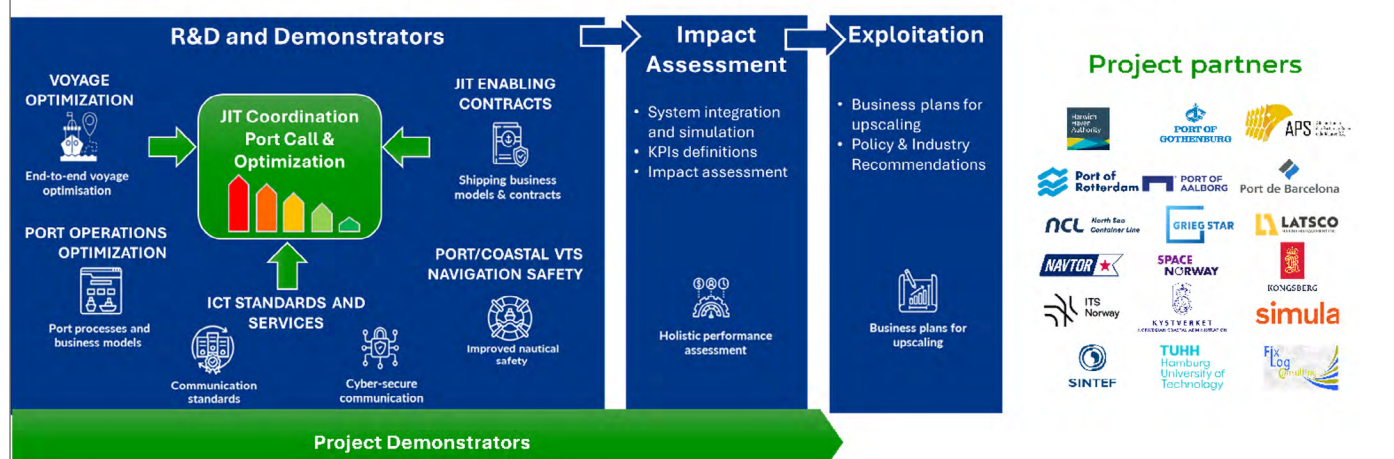 R&D and Demonstrators
VOYAGE
OPTIMIZATION
End-to-end voyage
optimisation
JIT Coordination
Port Call &
Optimization
JIT ENABLING
CONTRACTS
Shipping business
models & contracts
PORT OPERATIONS
OPTIMIZATION
Port processes and
business models
ICT STANDARDS AND
SERVICES
Communication
standards
Cyber-secure
communication
PORT/COASTAL VTS
NAVIGATION SAFETY
Improved nautical
safety
Impact
Assessment
• System integration
and simulation
• KPIs definitions
• Impact assessment
Holistic performance
assessment
Exploitation
• Business plans for
upscaling
• Policy & Industry
Recommendations
Business plans for
upscaling
Project Demonstrators
Project partners
Harwich
Haven
Authority
PORT OF
GOTHENBURG
APS
Port of
Rotterdam
PORT OF
AALBORG
Port de Barcelona
NCL North Sea
Container Line
GRIEG STAR
LATSCO
NAVTOR
SPACE
NORWAY
KONGSBERG
ITS
Norway
KYSTVERKET
simula
SINTEF
TUHH
Hamburg
University of
Technology
Fix
Log